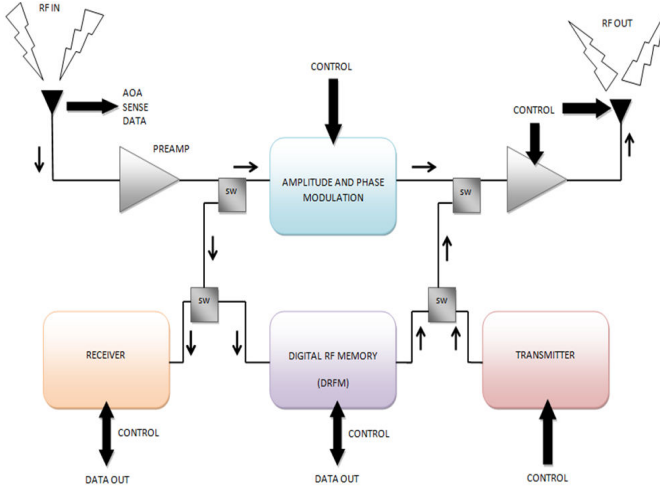 RF IN
RF OUT
AOA
SENSE
DATA
CONTROL
CONTROL
PREAMP
SW
AMPLITUDE AND PHASE
MODULATION
SW
SW
SW
RECEIVER
DIGITAL RF MEMORY
(DRFM)
TRANSMITTER
CONTROL
CONTROL
DATA OUT
DATA OUT
CONTROL